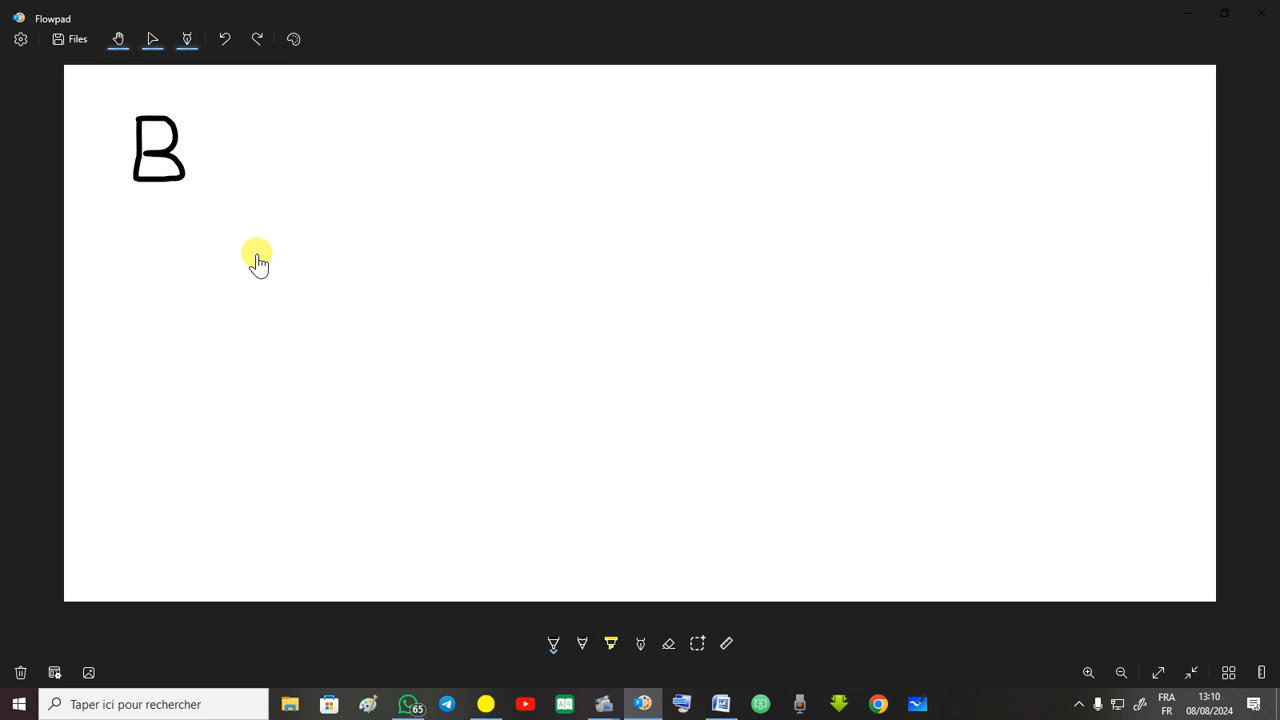 Flowpad
Files
B
65
Taper ici pour rechercher
FRA
FR
13:10
08/08/2024